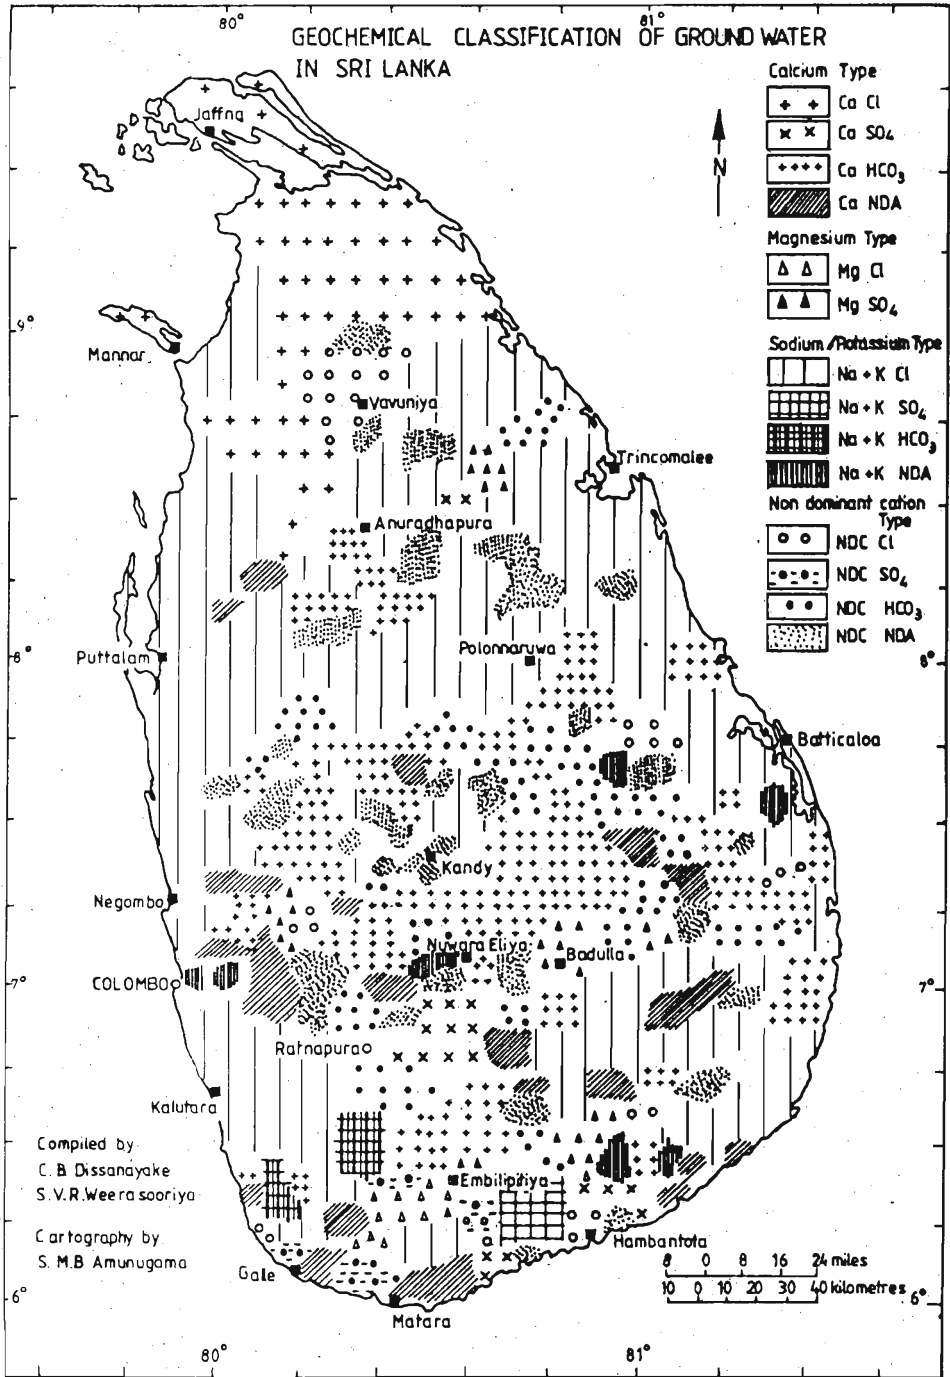 80° 81°
GEOCHEMICAL CLASSIFICATION OF GROUND WATER
IN SRI LANKA
Calcium Type
Ca Cl
Ca SO₄
Ca HCO₃
Ca NDA
Magnesium Type
Mg Cl
Mg SO₄
Sodium/Potassium Type
Na + K Cl
Na + K SO₄
Na + K HCO₃
Na + K NDA
Non dominant cation
Type
NDC Cl
NDC SO₄
NDC HCO₃
NDC NDA
N
Jaffna
9°
Mannar
Vavuniya
Trincomalee
Anuradhapura
8°
Puttalam
Polonnaruwa
8°
Batticaloa
Kandy
Negombo
Nuwara Eliya
Badulla
COLOMBO
7°
7°
Ratnapura
Kalutara
Compiled by
C. B Dissanayake
S.V.R.Weerasooriya
Cartography by
S. M.B Amunugama
Embilipitiya
Hambantota
Gale
Matara
8 0 8 16 24 miles
10 0 10 20 30 40 kilometres
6°
6°
80° 81°